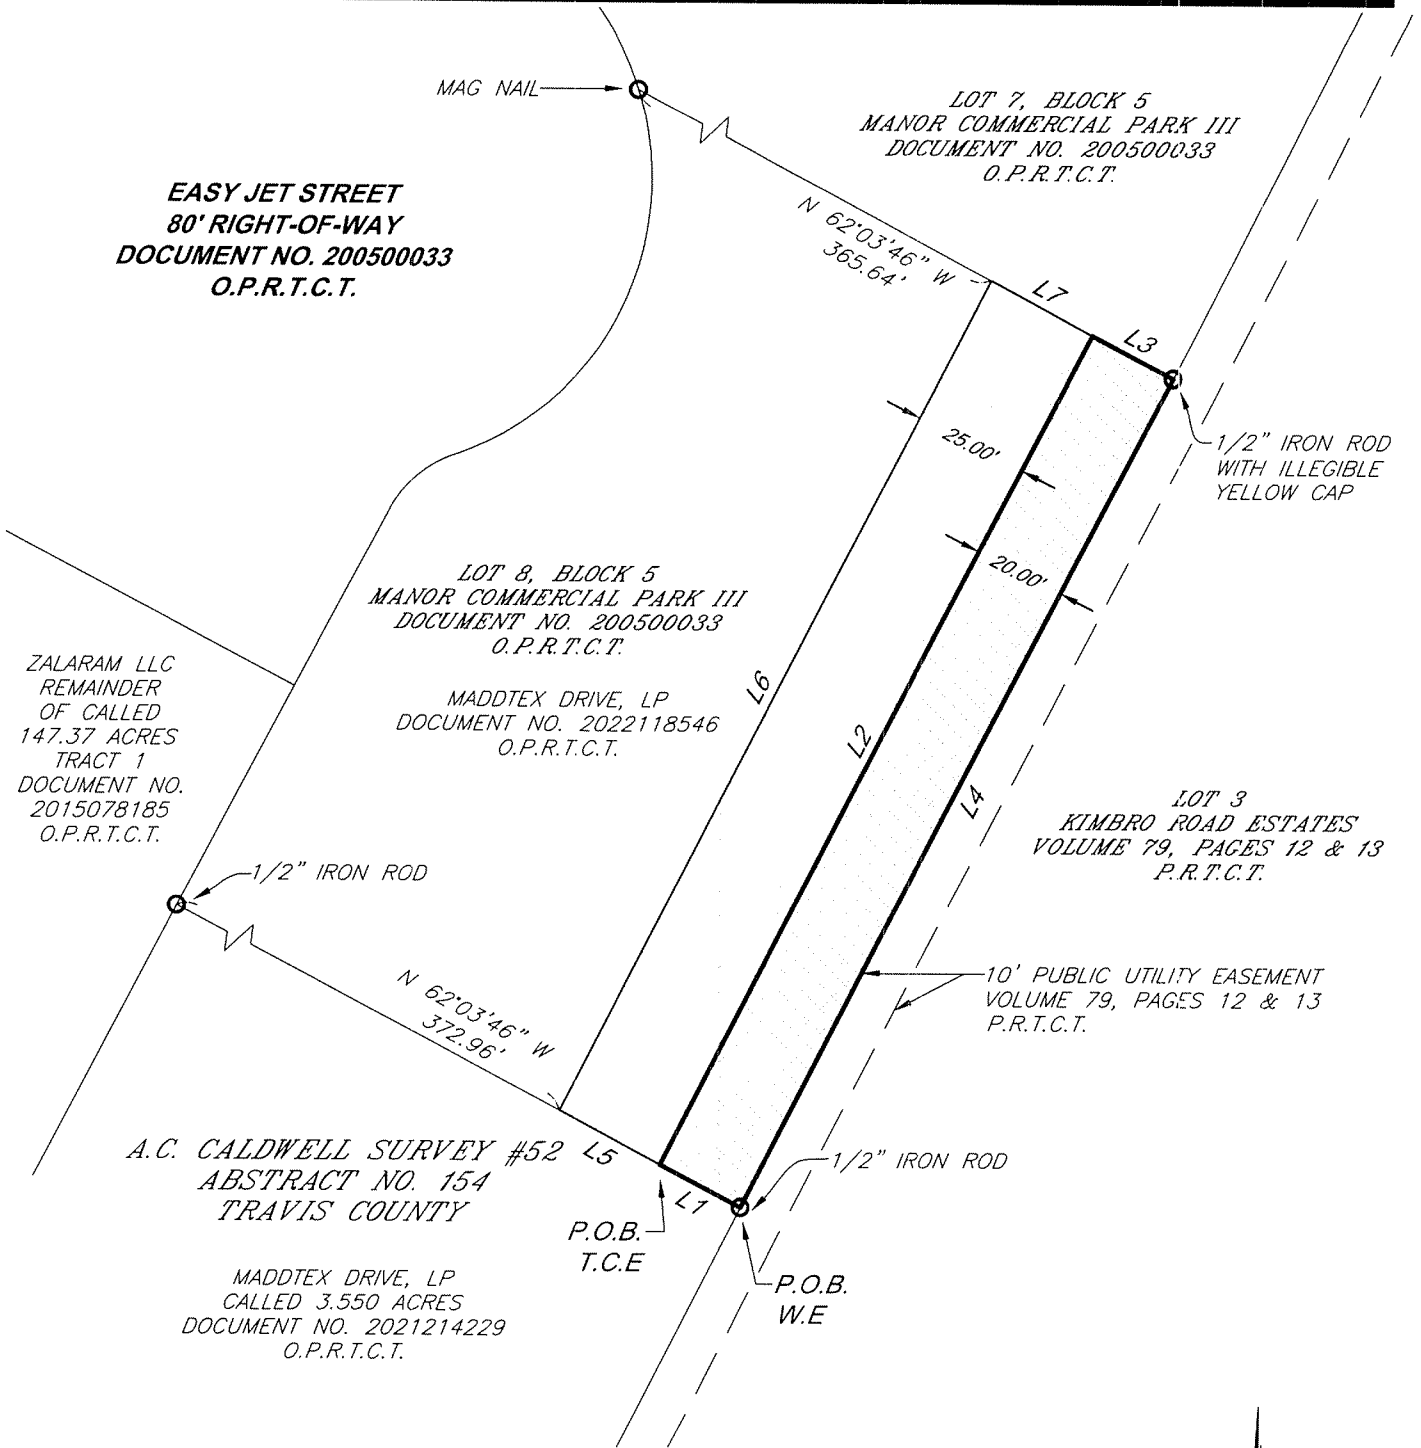 MAG NAIL
LOT 7, BLOCK 5
MANOR COMMERCIAL PARK III
DOCUMENT NO. 200500033
O.P.R.T.C.T.
EASY JET STREET
80' RIGHT-OF-WAY
DOCUMENT NO. 200500033
O.P.R.T.C.T.
N 62°03'46" W
365.64'
L7
L3
25.00'
1/2" IRON ROD
WITH ILLEGIBLE
YELLOW CAP
20.00'
LOT 8, BLOCK 5
MANOR COMMERCIAL PARK III
DOCUMENT NO. 200500033
O.P.R.T.C.T.
MADDTEX DRIVE, LP
DOCUMENT NO. 2022118546
O.P.R.T.C.T.
ZALARAM LLC
REMAINDER
OF CALLED
147.37 ACRES
TRACT 1
DOCUMENT NO.
2015078185
O.P.R.T.C.T.
L6
L2
L4
LOT 3
KIMBRO ROAD ESTATES
VOLUME 79, PAGES 12 & 13
P.R.T.C.T.
1/2" IRON ROD
10' PUBLIC UTILITY EASEMENT
VOLUME 79, PAGES 12 & 13
P.R.T.C.T.
N 62°03'46" W
372.96'
A.C. CALDWELL SURVEY #52
ABSTRACT NO. 154
TRAVIS COUNTY
L5
L1
1/2" IRON ROD
P.O.B.
T.C.E
P.O.B.
W.E
MADDTEX DRIVE, LP
CALLED 3.550 ACRES
DOCUMENT NO. 2021214229
O.P.R.T.C.T.